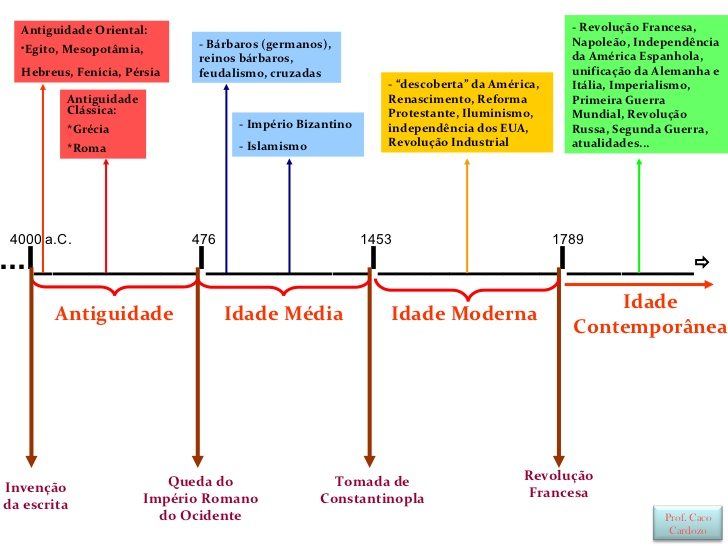 Antiguidade Oriental:
*Egito, Mesopotâmia,
Hebreus, Fenícia, Pérsia
Antiguidade
Clássica:
*Grécia
*Roma
- Bárbaros (germanos),
reinos bárbaros,
feudalismo, cruzadas
- Império Bizantino
- Islamismo
- “descoberta” da América,
Renascimento, Reforma
Protestante, Iluminismo,
independência dos EUA,
Revolução Industrial
- Revolução Francesa,
Napoleão, Independência
da América Espanhola,
unificação da Alemanha e
Itália, Imperialismo,
Primeira Guerra
Mundial, Revolução
Russa, Segunda Guerra,
atualidades...
4000 a.C.
476
1453
1789
...
Antiguidade
Idade Média
Idade Moderna
Idade
Contemporânea
Invenção
da escrita
Queda do
Império Romano
do Ocidente
Tomada de
Constantinopla
Revolução
Francesa
Prof. Caco
Cardozo